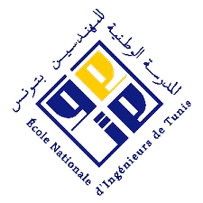 المدرسة الوطنية للمهندسين بتونس
École Nationale
d'Ingénieurs de Tunis